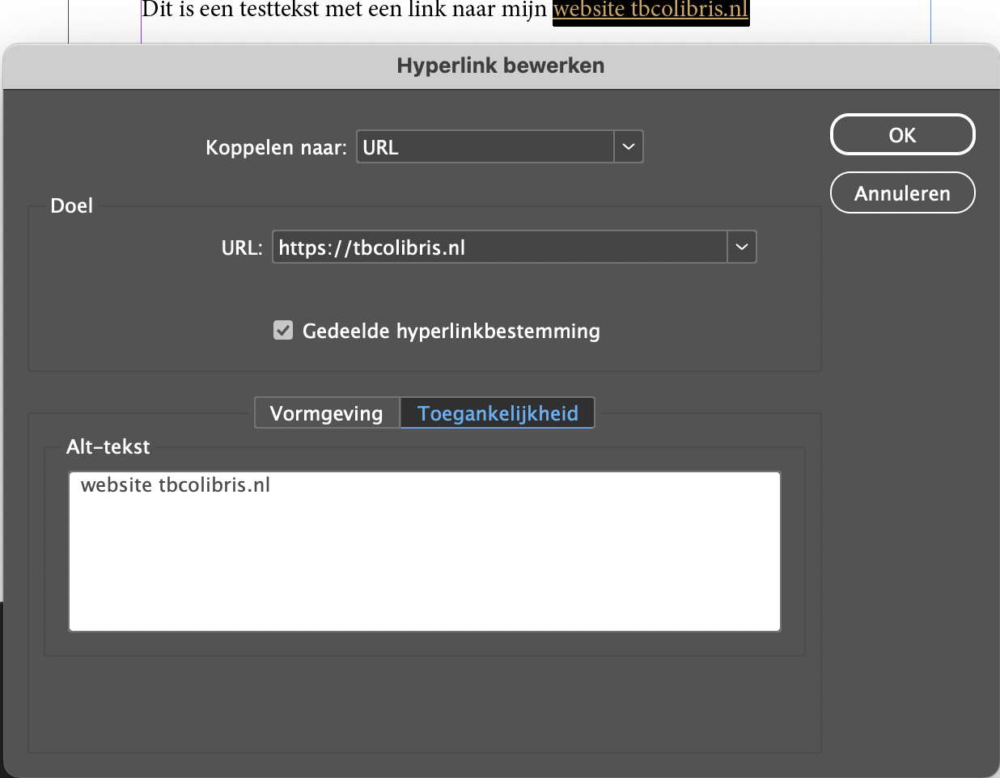 Dit is een testtekst met een link naar mijn website tbcolibris.nl
Hyperlink bewerken
Koppelen naar: URL
OK
Annuleren
Doel
URL: https://tbcolibris.nl
Gedeelde hyperlinkbestemming
Vormgeving Toegankelijkheid
Alt-tekst
website tbcolibris.nl